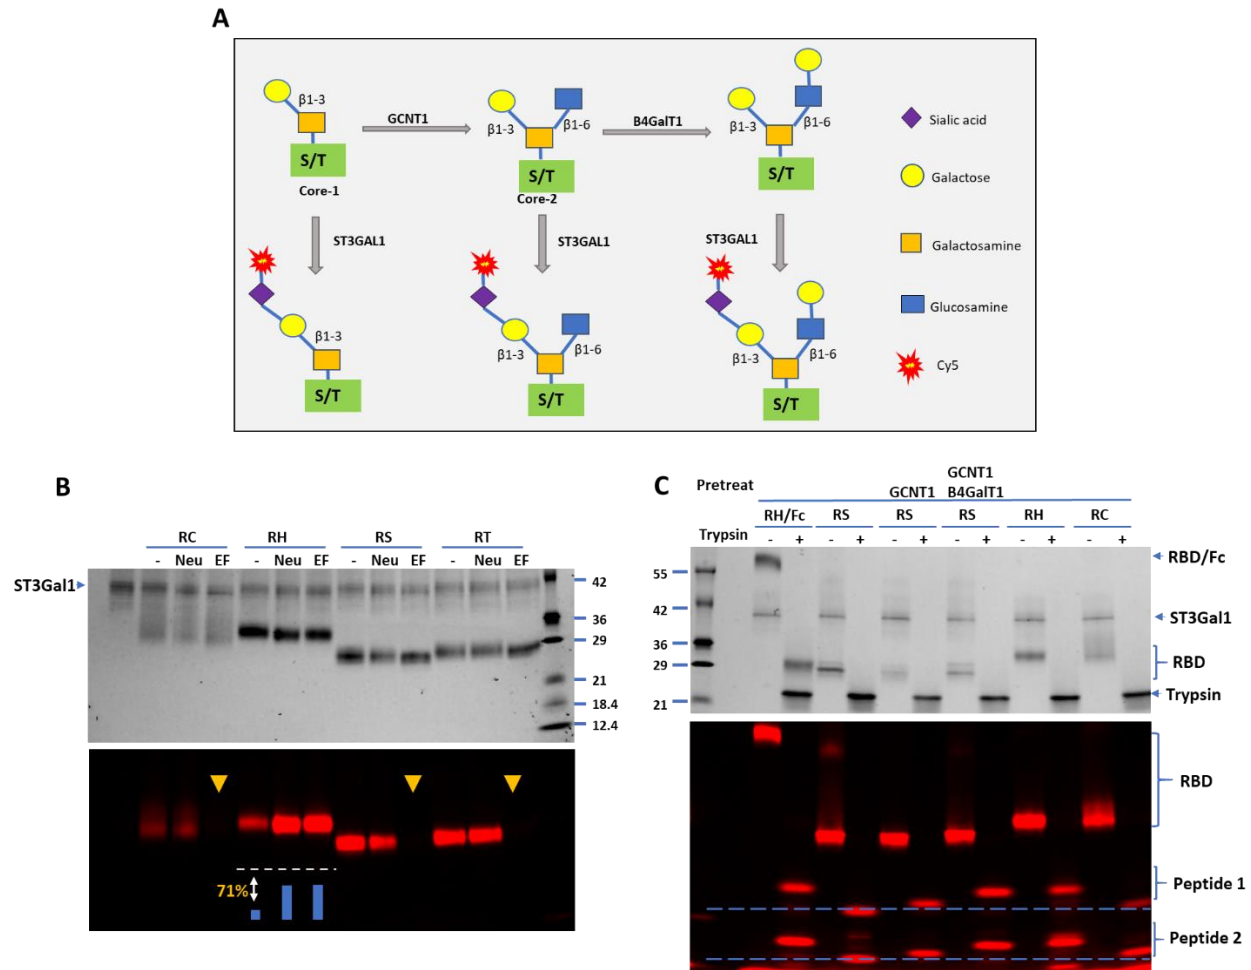 A
β1-3
GCNT1
β1-3
β1-6
B4GalT1
β1-3
β1-6
S/T
S/T
S/T
Core-1
Core-2
ST3GAL1
ST3GAL1
ST3GAL1
β1-3
β1-3
β1-6
β1-3
β1-6
S/T
S/T
S/T
Sialic acid
Galactose
Galactosamine
Glucosamine
Cy5
B
RC RH RS RT
- Neu EF - Neu EF - Neu EF - Neu EF
ST3Gal1
42
36
29
21
18.4
12.4
71%
C
Pretreat
GCNT1
GCNT1
B4GalT1
RH/Fc RS RS RS RH RC
Trypsin - + - + - + - + - + - +
55
42
36
29
21
RBD/Fc
ST3Gal1
RBD
Trypsin
RBD
Peptide 1
Peptide 2